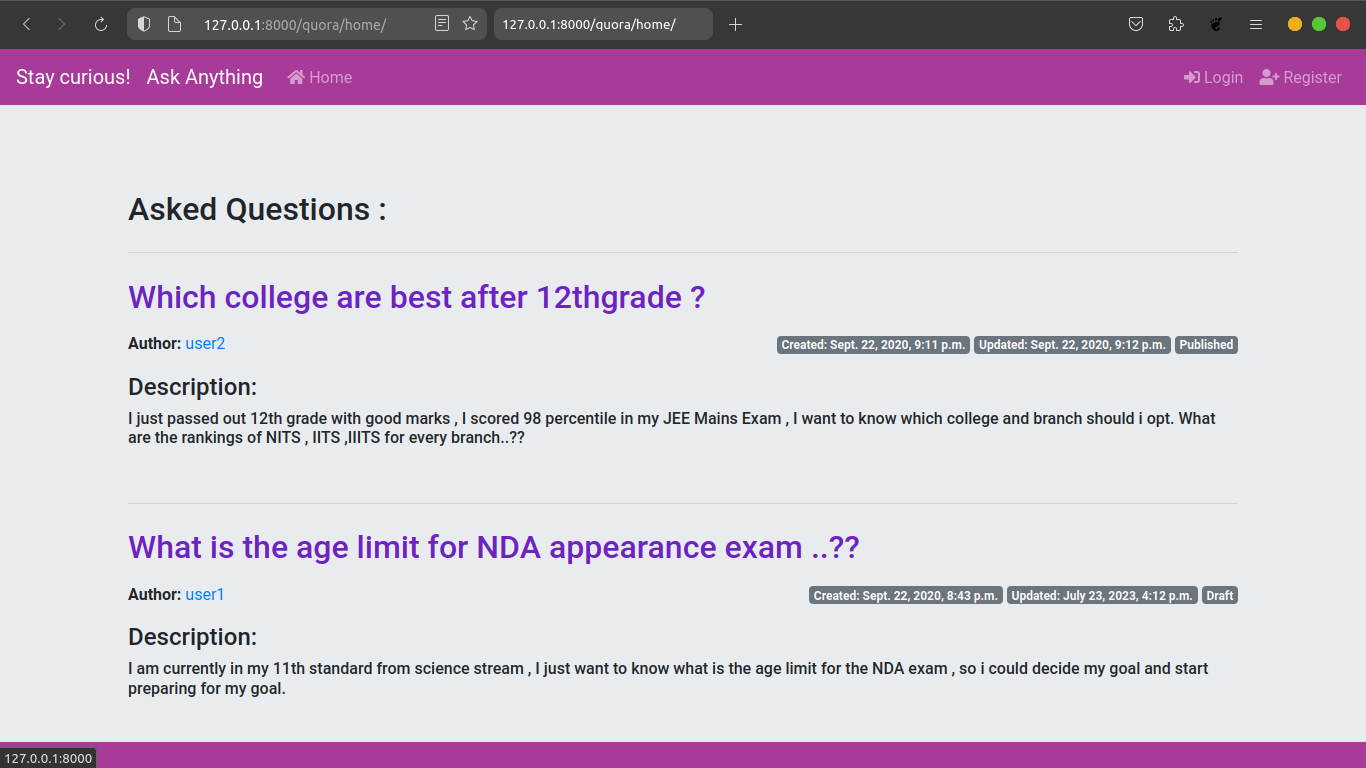 127.0.0.1:8000/quora/home/ 127.0.0.1:8000/quora/home/
Stay curious! Ask Anything Home Login Register
Asked Questions :
Which college are best after 12thgrade ?
Author: user2 Created: Sept. 22, 2020, 9:11 p.m. Updated: Sept. 22, 2020, 9:12 p.m. Published
Description:
I just passed out 12th grade with good marks , I scored 98 percentile in my JEE Mains Exam , I want to know which college and branch should i opt. What
are the rankings of NITS , IITS ,IIITS for every branch..??
What is the age limit for NDA appearance exam ..??
Author: user1 Created: Sept. 22, 2020, 8:43 p.m. Updated: July 23, 2023, 4:12 p.m. Draft
Description:
I am currently in my 11th standard from science stream , I just want to know what is the age limit for the NDA exam , so i could decide my goal and start
preparing for my goal.
127.0.0.1:8000